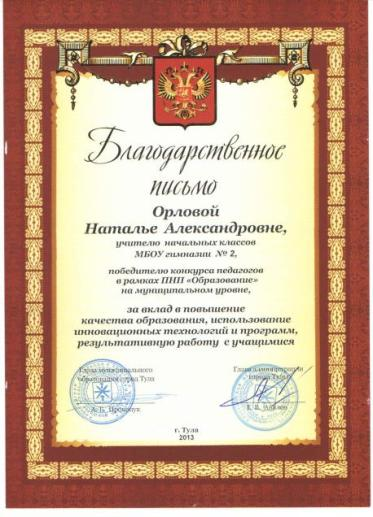 Благодарственное
письмо
Орловой
Наталье Александровне,
учителю начальных классов
МБОУ гимназии № 2,
победителю конкурса педагогов
в рамках ПНП «Образование»
на муниципальном уровне,
за вклад в повышение
качества образования, использование
инновационных технологий и программ,
результативную работу с учащимися
Глава муниципального
образования город Тула
Глава администрации
города Тулы
А. Б. Прокопук
Е. В. Авилов
г. Тула
2013